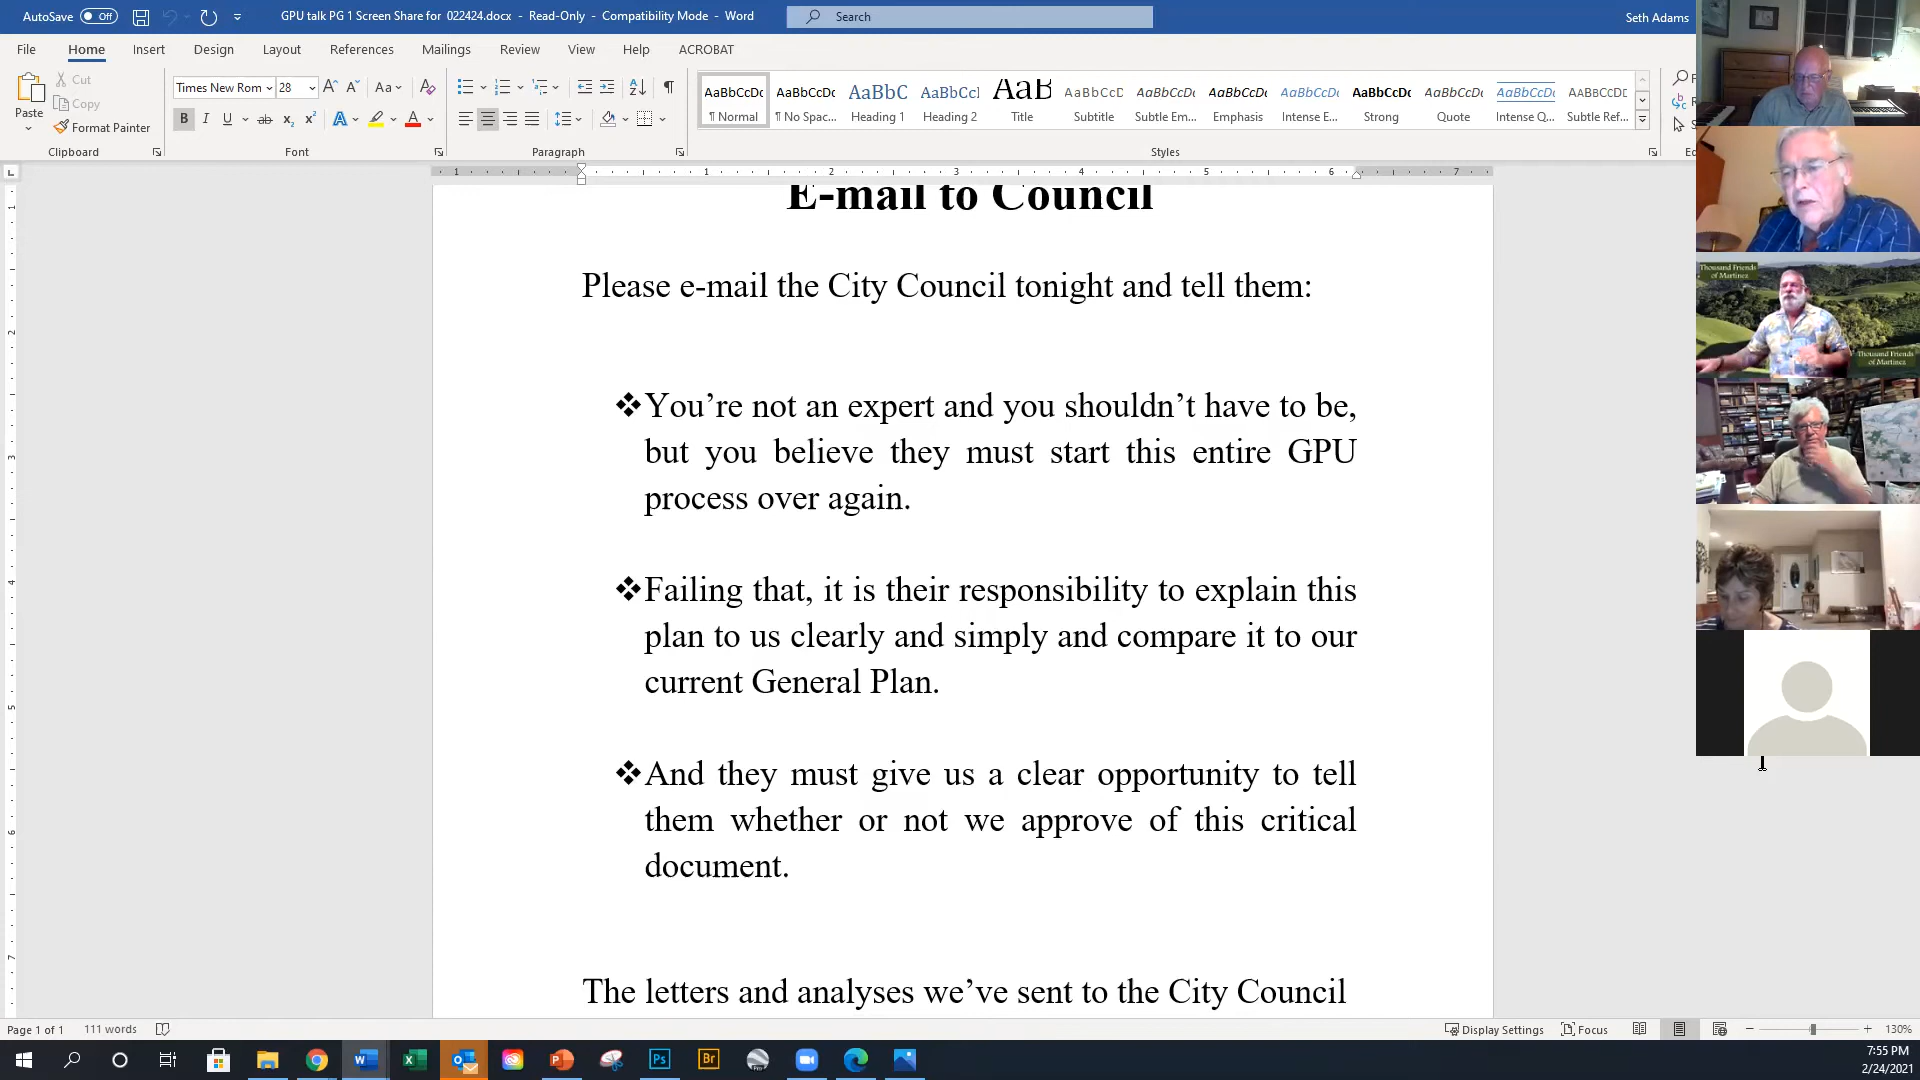 AutoSave Off GPU talk PG 1 Screen Share for 022424.docx - Read-Only - Compatibility Mode - Word Search Seth Adams
File Home Insert Design Layout References Mailings Review View Help ACROBAT
Cut
Copy
Paste
Format Painter
Times New Rom 28
AaBbCcDc AaBbCcDc AaBbC AaBbCcI AaB AaBbCcD AaBbCcDc AaBbCcDc AaBbCcDc AaBbCcDc AaBbCcDc AaBbCcDc AABBCCDE
¶ Normal ¶ No Spac... Heading 1 Heading 2 Title Subtitle Subtle Em... Emphasis Intense E... Strong Quote Intense Q... Subtle Ref...
Clipboard Font Paragraph Styles
E-mail to Council
Please e-mail the City Council tonight and tell them:
❖You’re not an expert and you shouldn’t have to be,
but you believe they must start this entire GPU
process over again.
❖Failing that, it is their responsibility to explain this
plan to us clearly and simply and compare it to our
current General Plan.
❖And they must give us a clear opportunity to tell
them whether or not we approve of this critical
document.
The letters and analyses we’ve sent to the City Council
Thousand Friends
of Martinez
Thousand Friends
of Martinez
Page 1 of 1 111 words Display Settings Focus 130%
7:55 PM
2/24/2021